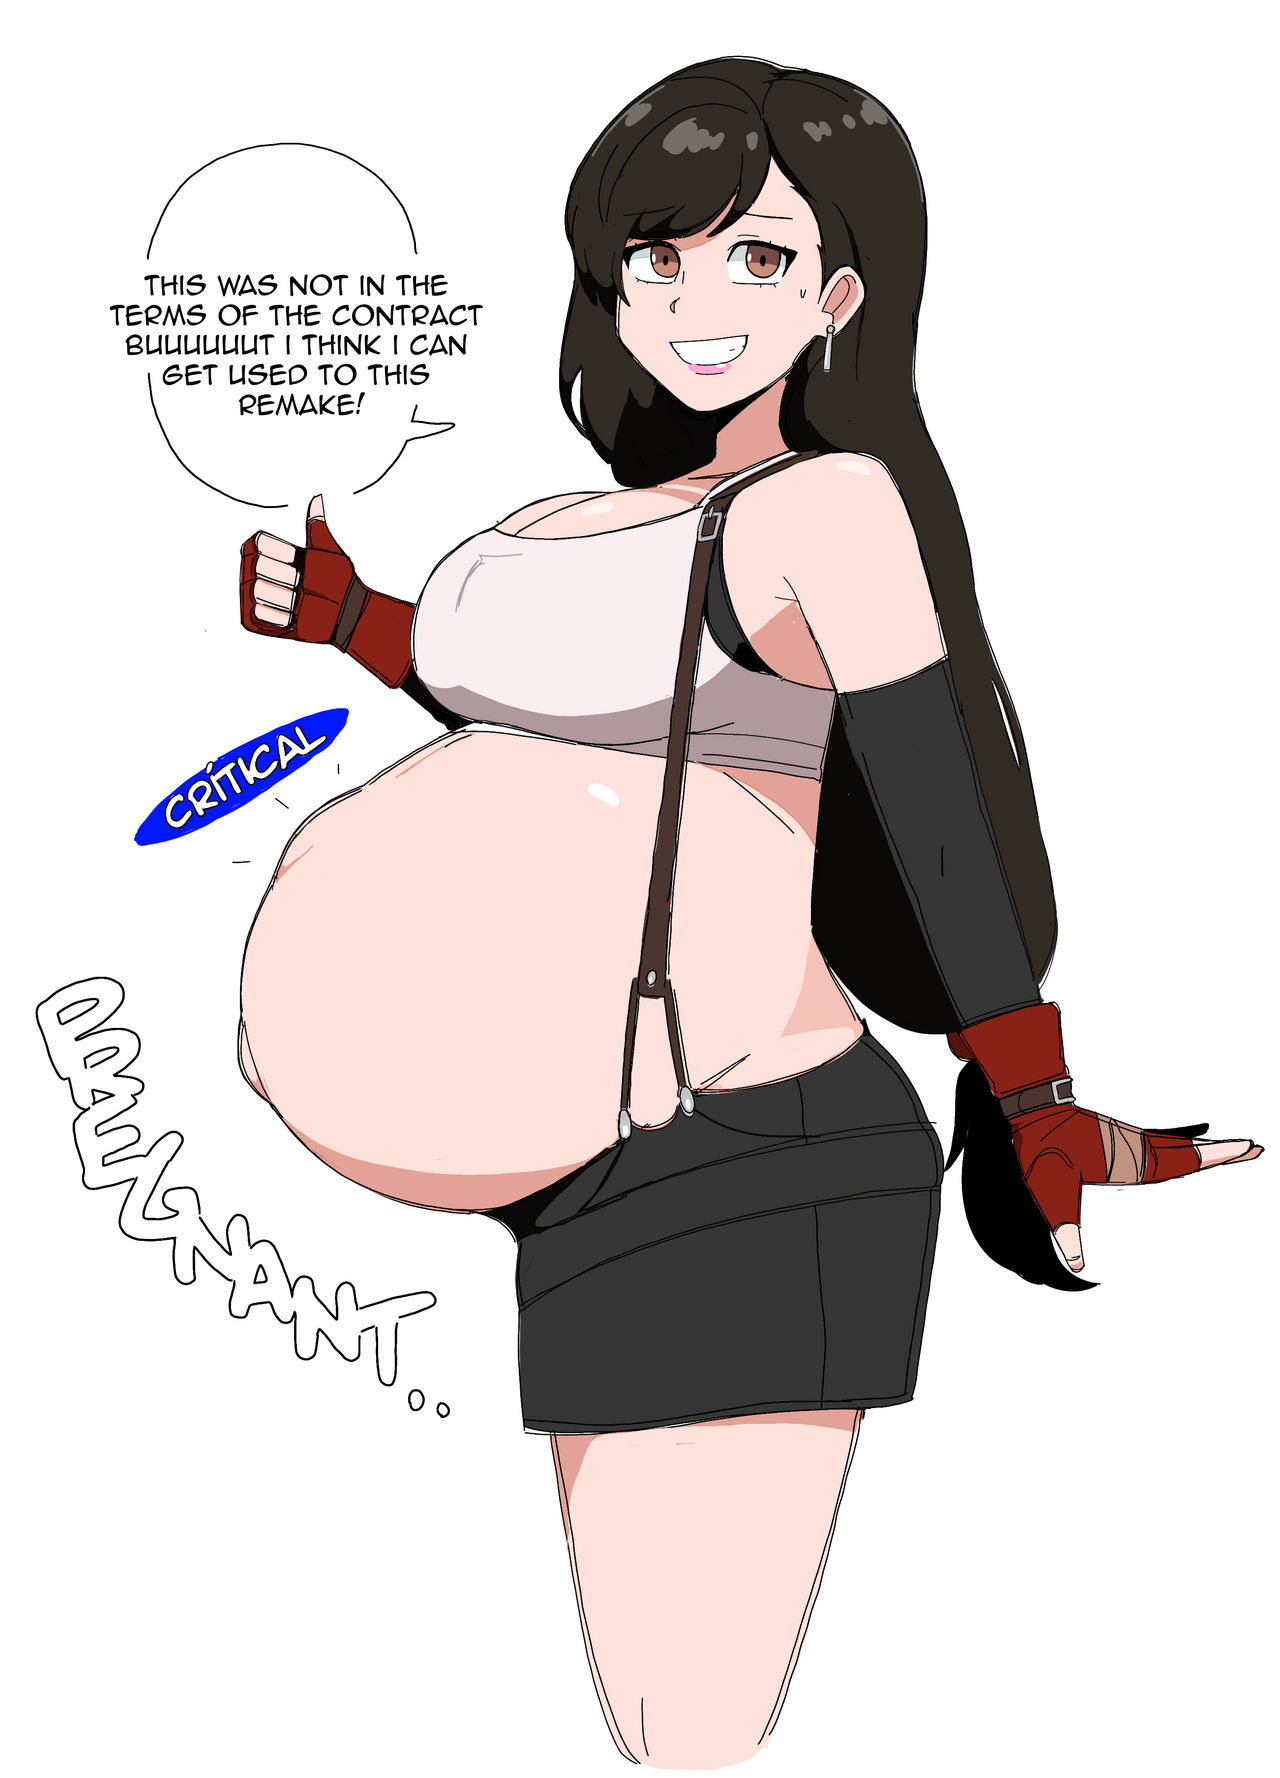 THIS WAS NOT IN THE
TERMS OF THE CONTRACT
BUUUUUUT I THINK I CAN
GET USED TO THIS
REMAKE!
CRITICAL
PREGNANT..